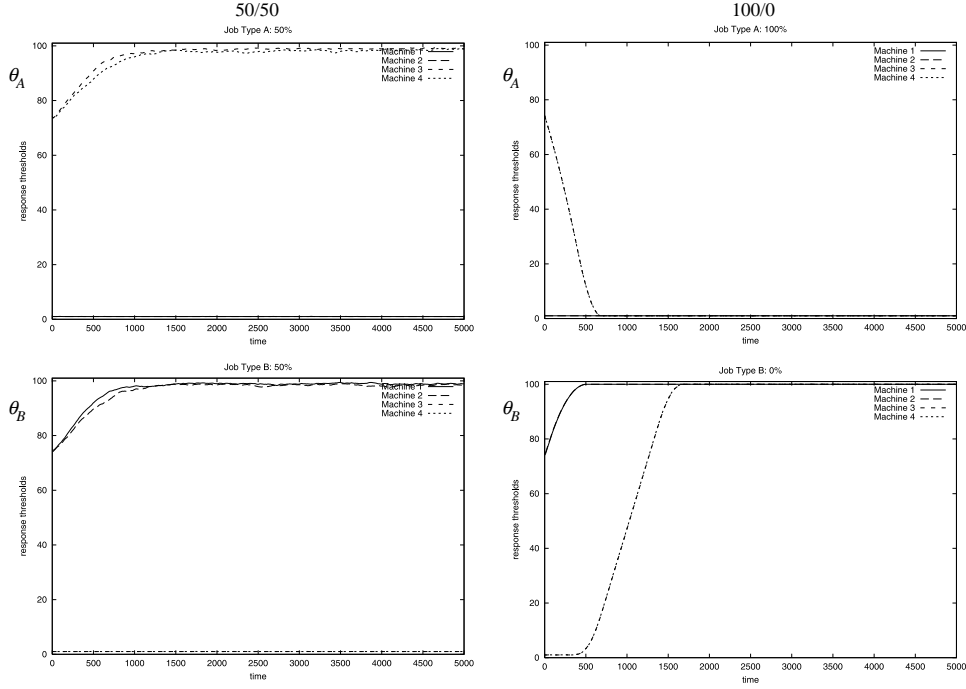 50/50
Job Type A: 50%
θA
response thresholds
100
80
60
40
20
0
Machine 1
Machine 2
Machine 3
Machine 4
0 500 1000 1500 2000 2500 3000 3500 4000 4500 5000
time
100/0
Job Type A: 100%
θA
response thresholds
100
80
60
40
20
0
Machine 1
Machine 2
Machine 3
Machine 4
0 500 1000 1500 2000 2500 3000 3500 4000 4500 5000
time
Job Type B: 50%
θB
response thresholds
100
80
60
40
20
0
Machine 1
Machine 2
Machine 3
Machine 4
0 500 1000 1500 2000 2500 3000 3500 4000 4500 5000
time
Job Type B: 0%
θB
response thresholds
100
80
60
40
20
0
Machine 1
Machine 2
Machine 3
Machine 4
0 500 1000 1500 2000 2500 3000 3500 4000 4500 5000
time